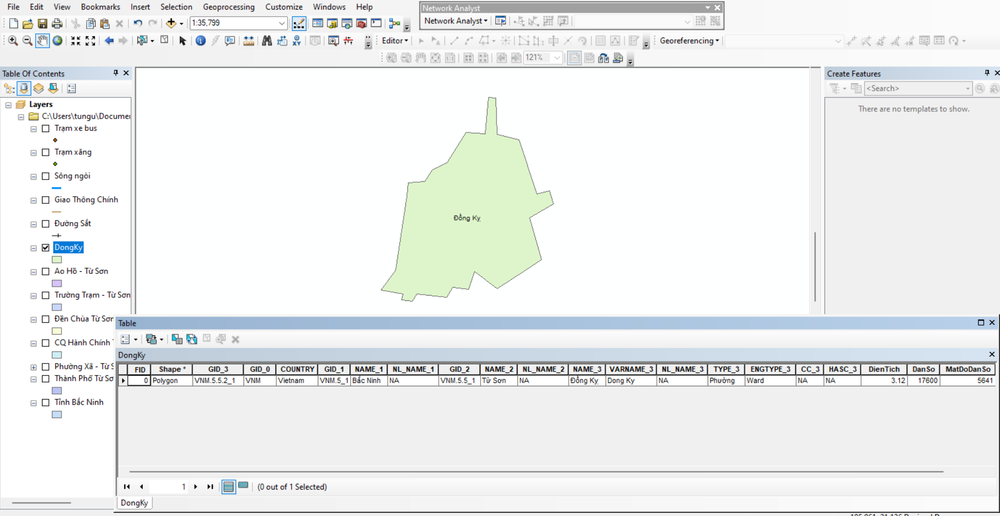 File Edit View Bookmarks Insert Selection Geoprocessing Customize Windows Help
Network Analyst
Network Analyst
1:35,799
Editor
Georeferencing
121%
Table Of Contents
Layers
C:\Users\tungu\Documer
Trạm xe bus
Trạm xăng
Sông ngòi
Giao Thông Chính
Đường Sắt
DongKy
Ao Hồ - Từ Sơn
Trường Trạm - Từ Sơn
Đền Chùa Từ Sơn
CQ Hành Chính
Phường Xã - Từ S
Thành Phố Từ Sơ
Tỉnh Bắc Ninh
Đồng Kỵ
Create Features
<Search>
There are no templates to show.
Table
DongKy
FID Shape * GID_3 GID_0 COUNTRY GID_1 NAME_1 NL_NAME_1 GID_2 NAME_2 NL_NAME_2 NAME_3 VARNAME_3 NL_NAME_3 TYPE_3 ENGTYPE_3 CC_3 HASC_3 DienTich DanSo MatDoDanSo
0 Polygon VNM.5.5.2_1 VNM Vietnam VNM.5_1 Bắc Ninh NA VNM.5.5_1 Từ Sơn NA Đồng Kỵ Dong Ky NA Phường Ward NA NA 3.12 17600 5641
1 (0 out of 1 Selected)
DongKy